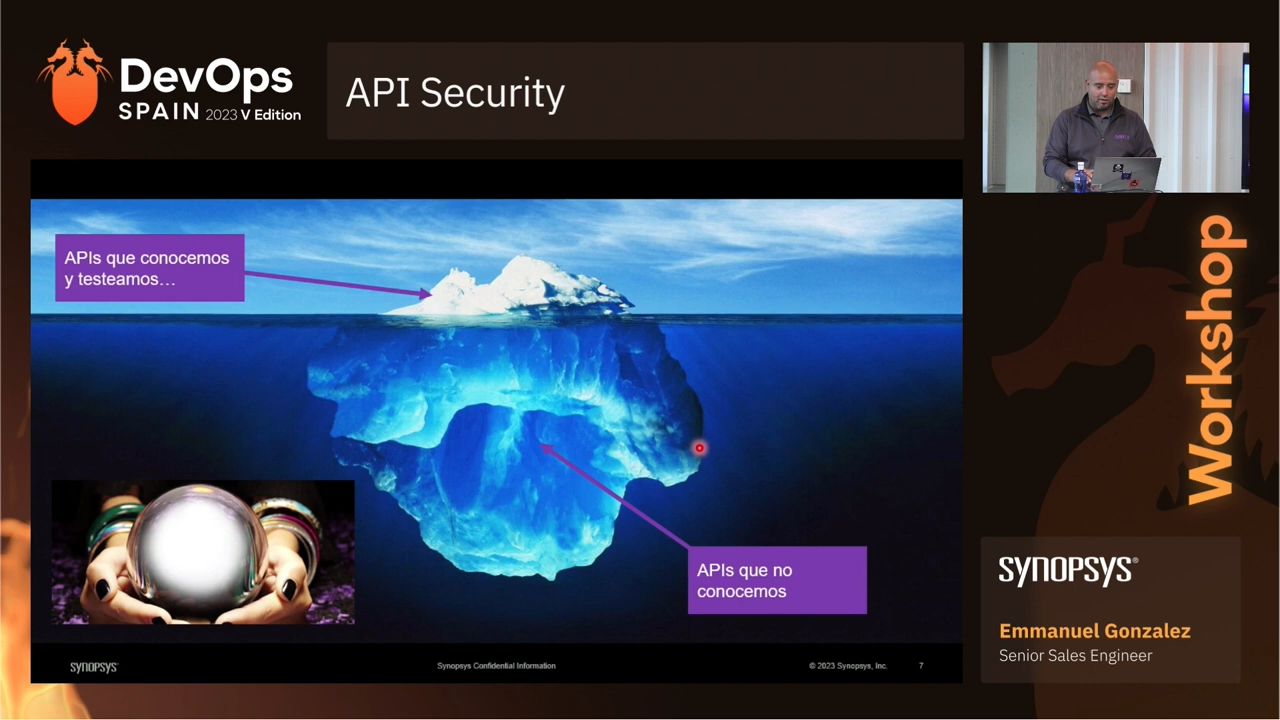 DevOps
SPAIN 2023 V Edition
API Security
APIs que conocemos
y testeamos...
APIs que no
conocemos
SYNOPSYS®
Synopsys Confidential Information
© 2023 Synopsys, Inc.
7
Workshop
SYNOPSYS®
Emmanuel Gonzalez
Senior Sales Engineer